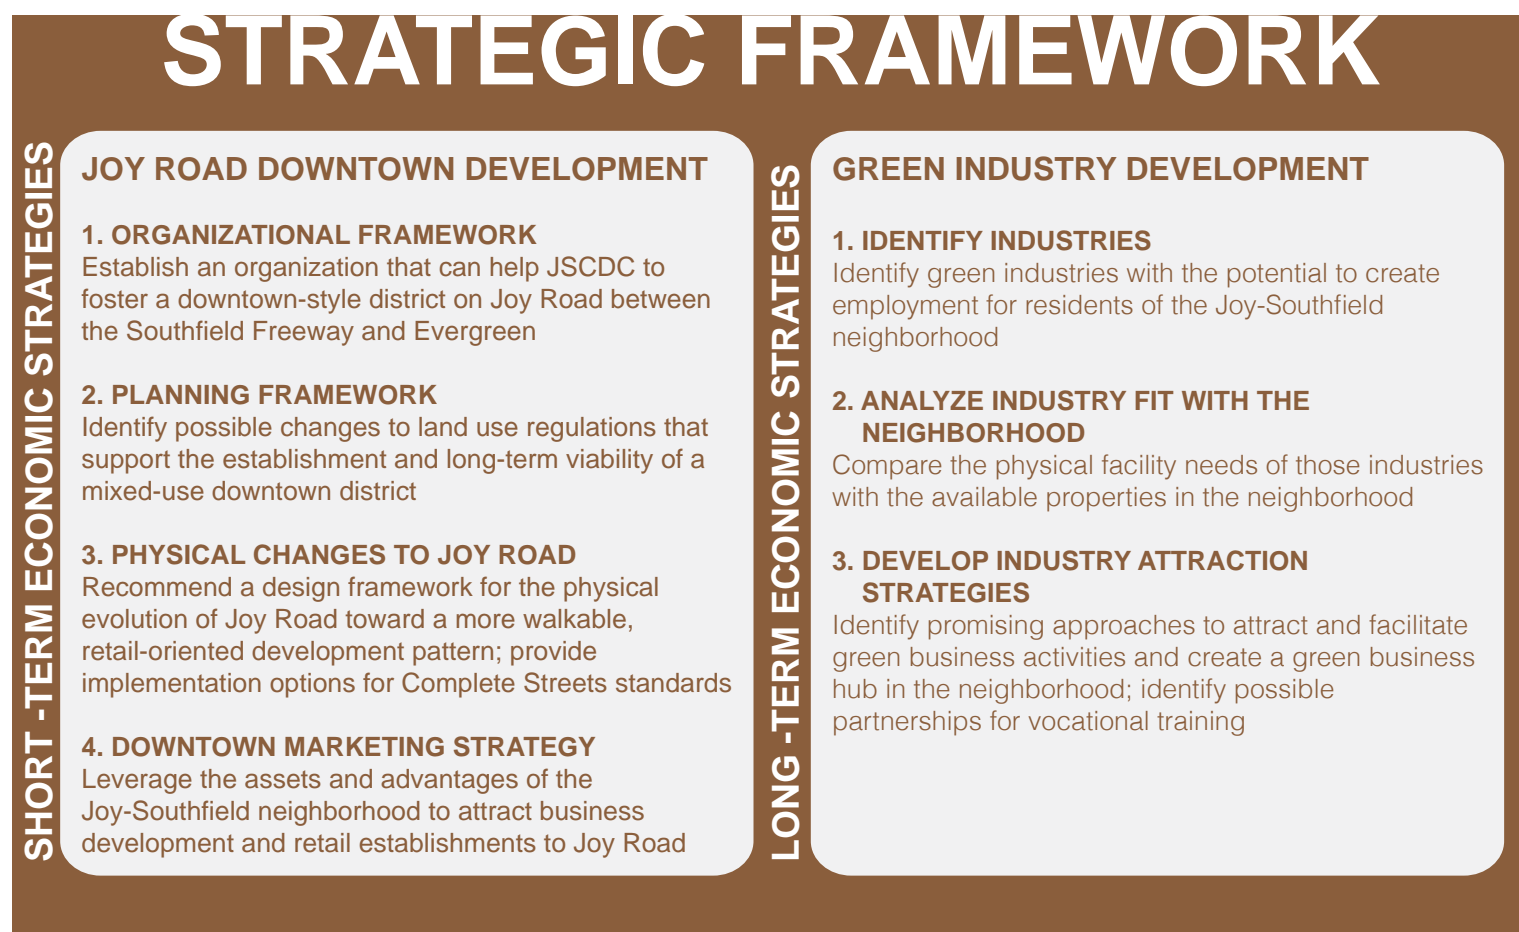 STRATEGIC FRAMEWORK
SHORT -TERM ECONOMIC STRATEGIES
JOY ROAD DOWNTOWN DEVELOPMENT
1. ORGANIZATIONAL FRAMEWORK
Establish an organization that can help JSCDC to
foster a downtown-style district on Joy Road between
the Southfield Freeway and Evergreen
2. PLANNING FRAMEWORK
Identify possible changes to land use regulations that
support the establishment and long-term viability of a
mixed-use downtown district
3. PHYSICAL CHANGES TO JOY ROAD
Recommend a design framework for the physical
evolution of Joy Road toward a more walkable,
retail-oriented development pattern; provide
implementation options for Complete Streets standards
4. DOWNTOWN MARKETING STRATEGY
Leverage the assets and advantages of the
Joy-Southfield neighborhood to attract business
development and retail establishments to Joy Road
LONG -TERM ECONOMIC STRATEGIES
GREEN INDUSTRY DEVELOPMENT
1. IDENTIFY INDUSTRIES
Identify green industries with the potential to create
employment for residents of the Joy-Southfield
neighborhood
2. ANALYZE INDUSTRY FIT WITH THE
NEIGHBORHOOD
Compare the physical facility needs of those industries
with the available properties in the neighborhood
3. DEVELOP INDUSTRY ATTRACTION
STRATEGIES
Identify promising approaches to attract and facilitate
green business activities and create a green business
hub in the neighborhood; identify possible
partnerships for vocational training